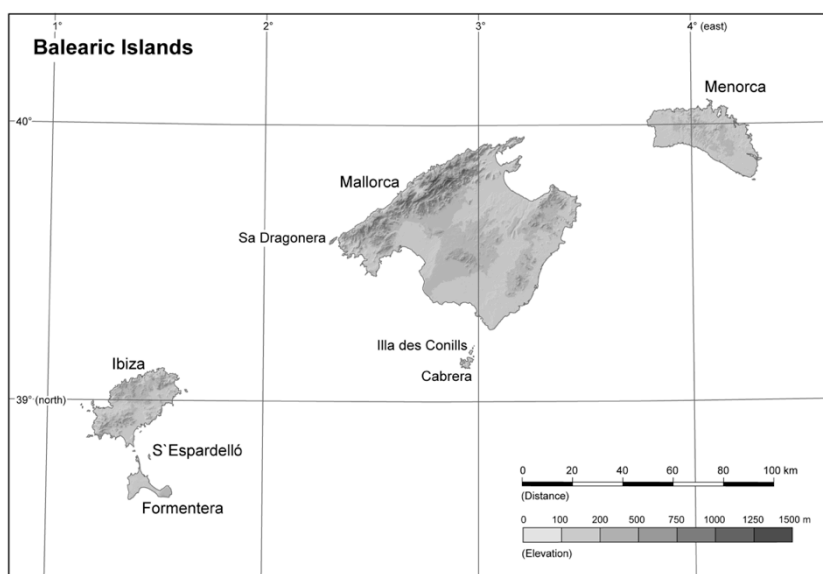 1° 2° 3° 4° (east)
Balearic Islands
Menorca
40°
Mallorca
Sa Dragonera
Illa des Conills
Ibiza
Cabrera
39° (north)
S`Espardelló
0 20 40 60 80 100 km
(Distance)
Formentera
0 100 200 500 750 1000 1250 1500 m
(Elevation)